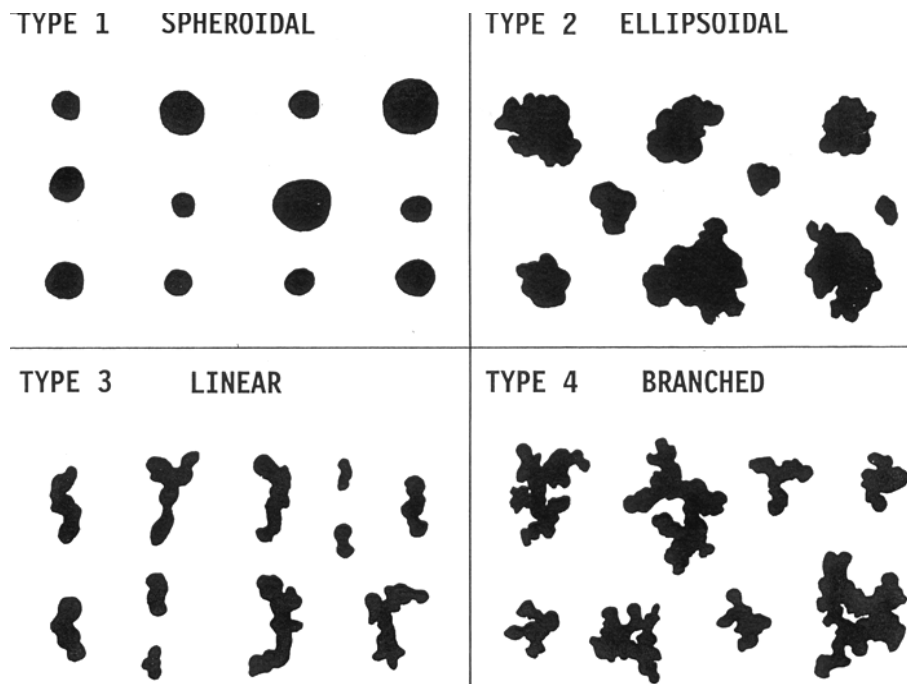 TYPE 1 SPHEROIDAL
TYPE 2 ELLIPSOIDAL
TYPE 3 LINEAR
TYPE 4 BRANCHED